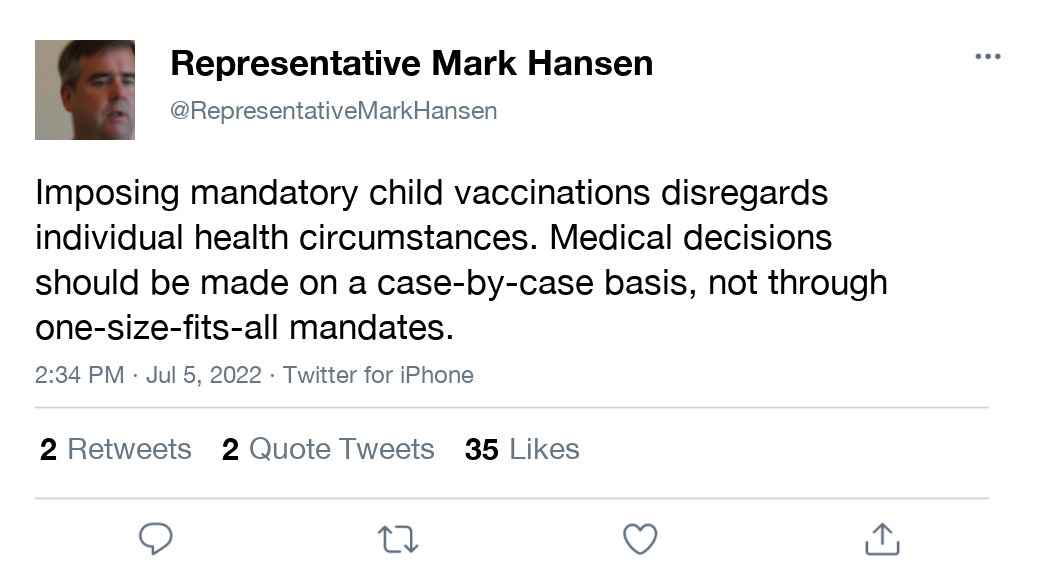 Representative Mark Hansen
@RepresentativeMarkHansen
Imposing mandatory child vaccinations disregards
individual health circumstances. Medical decisions
should be made on a case-by-case basis, not through
one-size-fits-all mandates.
2:34 PM · Jul 5, 2022 · Twitter for iPhone
2 Retweets 2 Quote Tweets 35 Likes